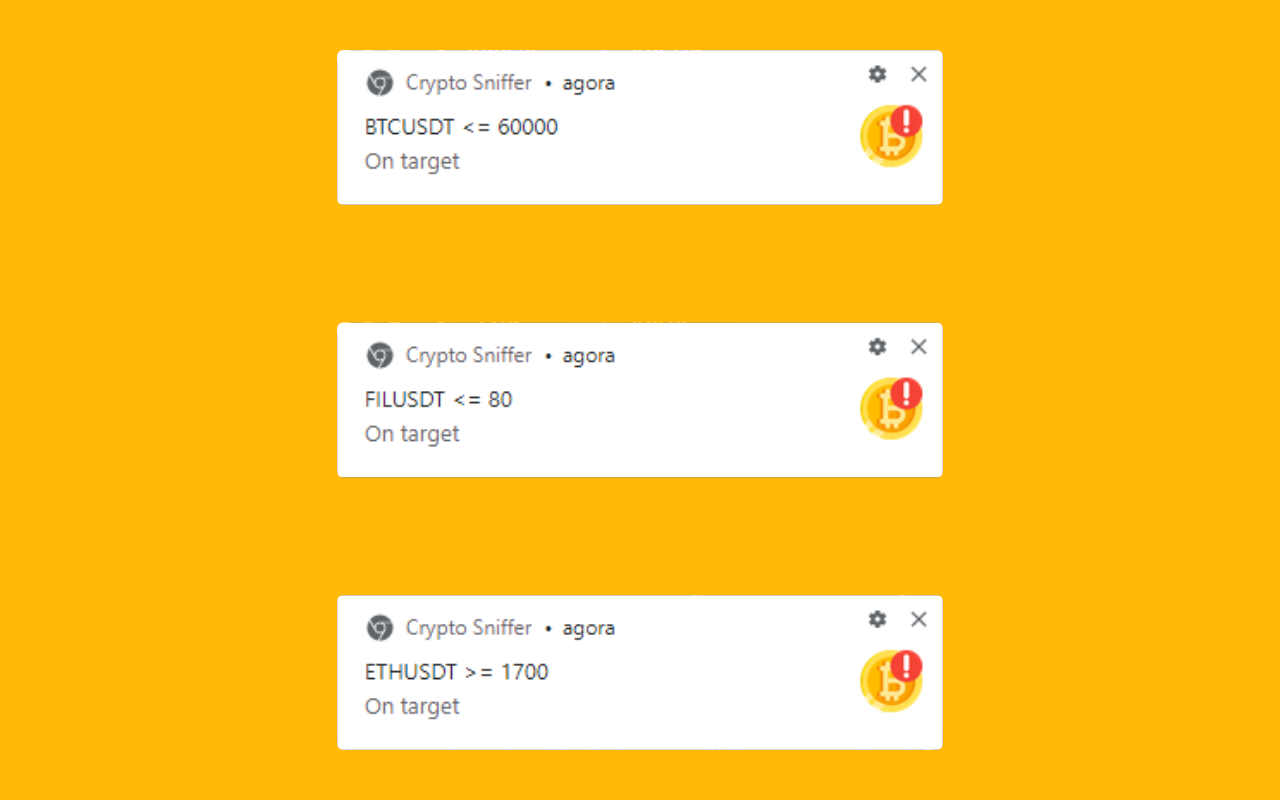 Crypto Sniffer • agora
BTCUSDT <= 60000
On target
Crypto Sniffer • agora
FILUSDT <= 80
On target
Crypto Sniffer • agora
ETHUSDT >= 1700
On target